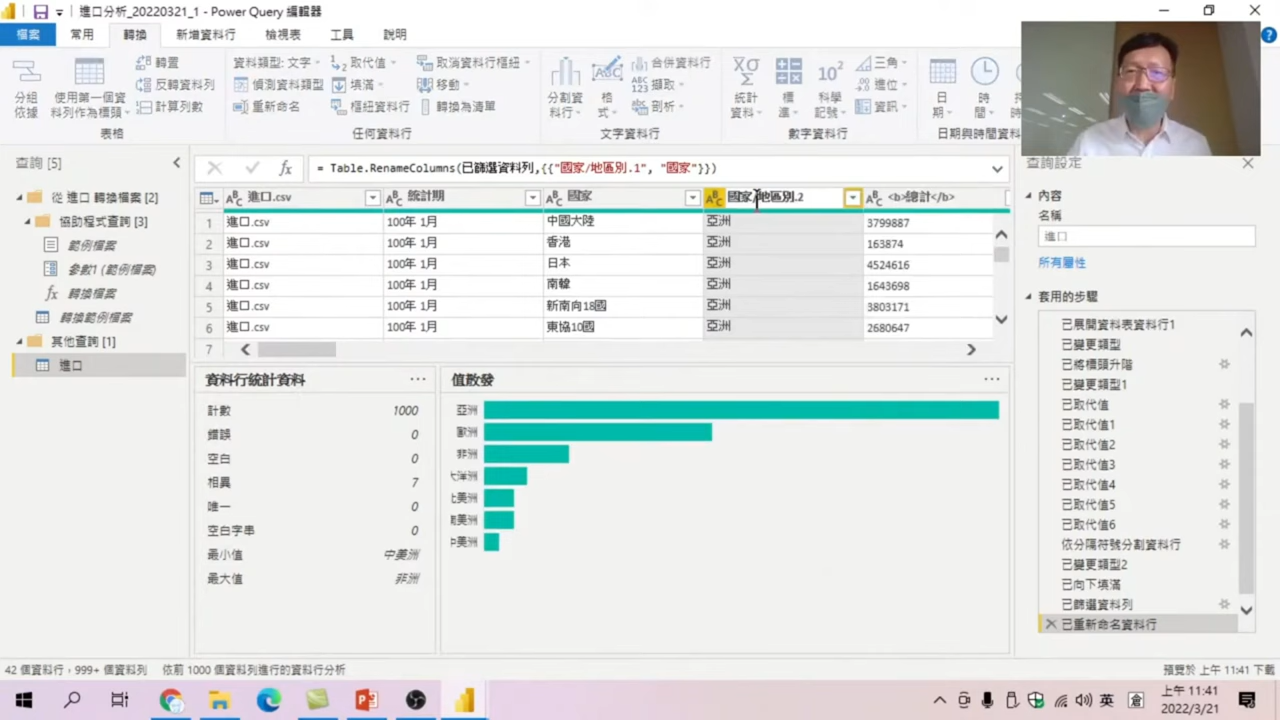 進口分析_20220321_1 - Power Query 編輯器
檔案 常用 轉換 新增資料行 檢視表 工具 說明
分組依據
使用第一個資料列作為標頭
轉置
反轉資料列
計算列數
資料類型: 文字
偵測資料類型
重新命名
取代值
填滿
樞紐資料行
取消資料行樞紐
移動
轉換為清單
分割資料行
格式
合併資料行
擷取
剖析
統計資料
標準
科學記號
三角
進位
資訊
日期
時間
表格 任何資料行 文字資料行 數字資料行 日期與時間資料
查詢 [5]
從 進口 轉換檔案 [2]
協助程式查詢 [3]
範例檔案
參數1 (範例檔案)
轉換檔案
轉換範例檔案
其他查詢 [1]
進口
= Table.RenameColumns(已篩選資料列,{{"國家/地區別.1", "國家"}})
進口.csv 統計期 國家 國家/地區別.2 <b>總計</b>
1 進口.csv 100年 1月 中國大陸 亞洲 3799887
2 進口.csv 100年 1月 香港 亞洲 163874
3 進口.csv 100年 1月 日本 亞洲 4524616
4 進口.csv 100年 1月 南韓 亞洲 1643698
5 進口.csv 100年 1月 新南向18國 亞洲 3803171
6 進口.csv 100年 1月 東協10國 亞洲 2680647
7
資料行統計資料
計數 1000
錯誤 0
空白 0
相異 7
唯一 0
空白字串 0
最小值 中美洲
最大值 非洲
值散發
亞洲
歐洲
非洲
大洋洲
北美洲
南美洲
中美洲
查詢設定
內容
名稱
進口
所有屬性
套用的步驟
已展開資料表資料行1
已變更類型
已將標頭升階
已變更類型1
已取代值
已取代值1
已取代值2
已取代值3
已取代值4
已取代值5
已取代值6
依分隔符號分割資料行
已變更類型2
已向下填滿
已篩選資料列
已重新命名資料行
42 個資料行，999+ 個資料列 依前 1000 個資料列進行的資料行分析
預覽於 上午 11:41 下載
英
倉
上午 11:41
2022/3/21